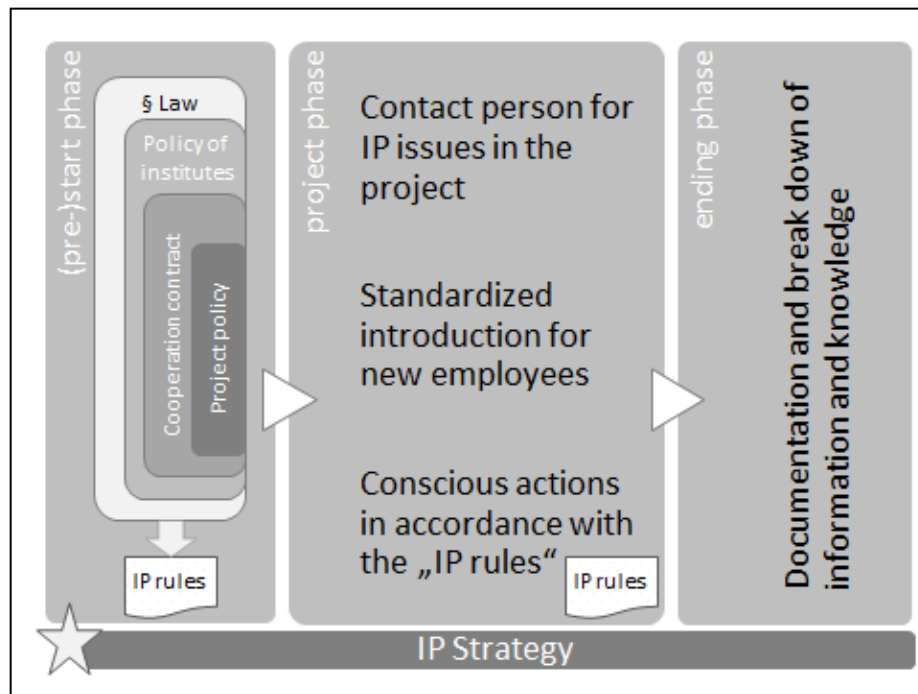 (pre-)start phase
§ Law
Policy of
institutes
Cooperation contract
Project policy
IP rules
project phase
Contact person for
IP issues in the
project
Standardized
introduction for
new employees
Conscious actions
in accordance with
the „IP rules“
IP rules
ending phase
Documentation and break down of
information and knowledge
IP Strategy